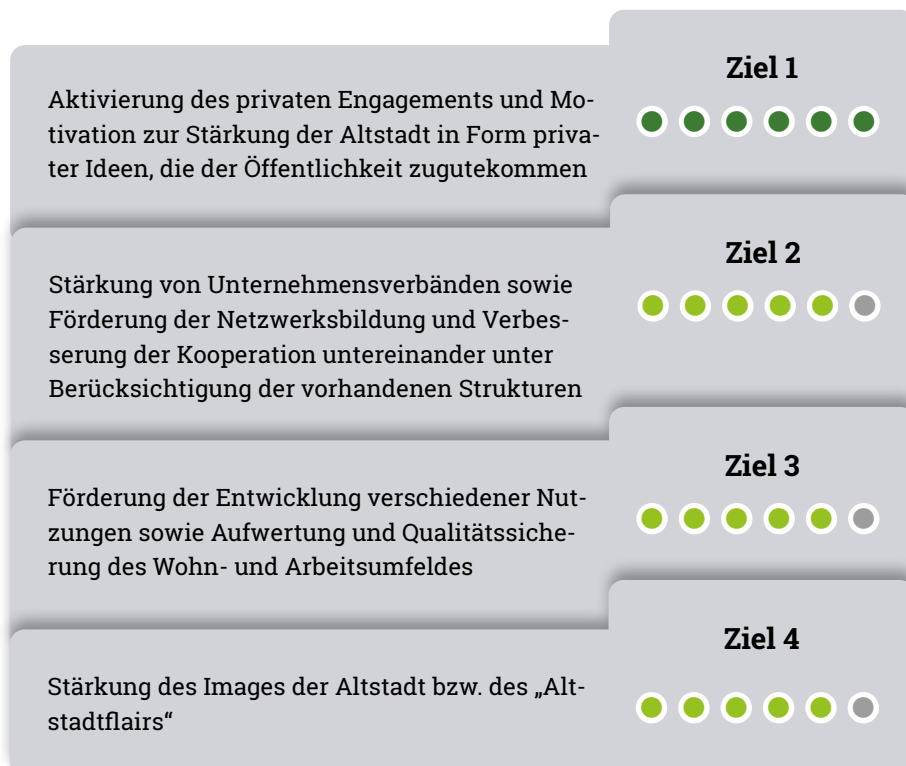 Ziel 1
Aktivierung des privaten Engagements und Mo-
tivation zur Stärkung der Altstadt in Form priva-
ter Ideen, die der Öffentlichkeit zugutekommen
Ziel 2
Stärkung von Unternehmensverbänden sowie
Förderung der Netzwerksbildung und Verbes-
serung der Kooperation untereinander unter
Berücksichtigung der vorhandenen Strukturen
Ziel 3
Förderung der Entwicklung verschiedener Nut-
zungen sowie Aufwertung und Qualitätssiche-
rung des Wohn- und Arbeitsumfeldes
Ziel 4
Stärkung des Images der Altstadt bzw. des „Alt-
stadtflairs“